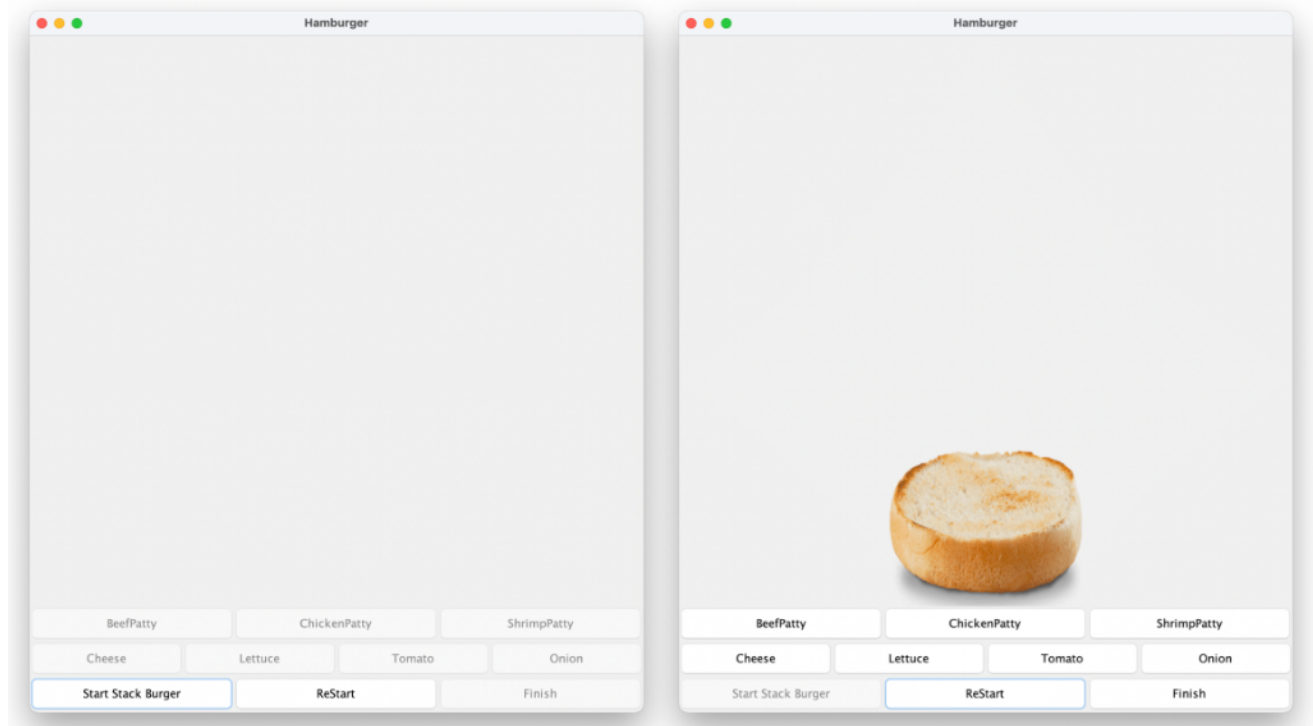 Hamburger
BeefPatty ChickenPatty ShrimpPatty
Cheese Lettuce Tomato Onion
Start Stack Burger ReStart Finish
Hamburger
BeefPatty ChickenPatty ShrimpPatty
Cheese Lettuce Tomato Onion
Start Stack Burger ReStart Finish